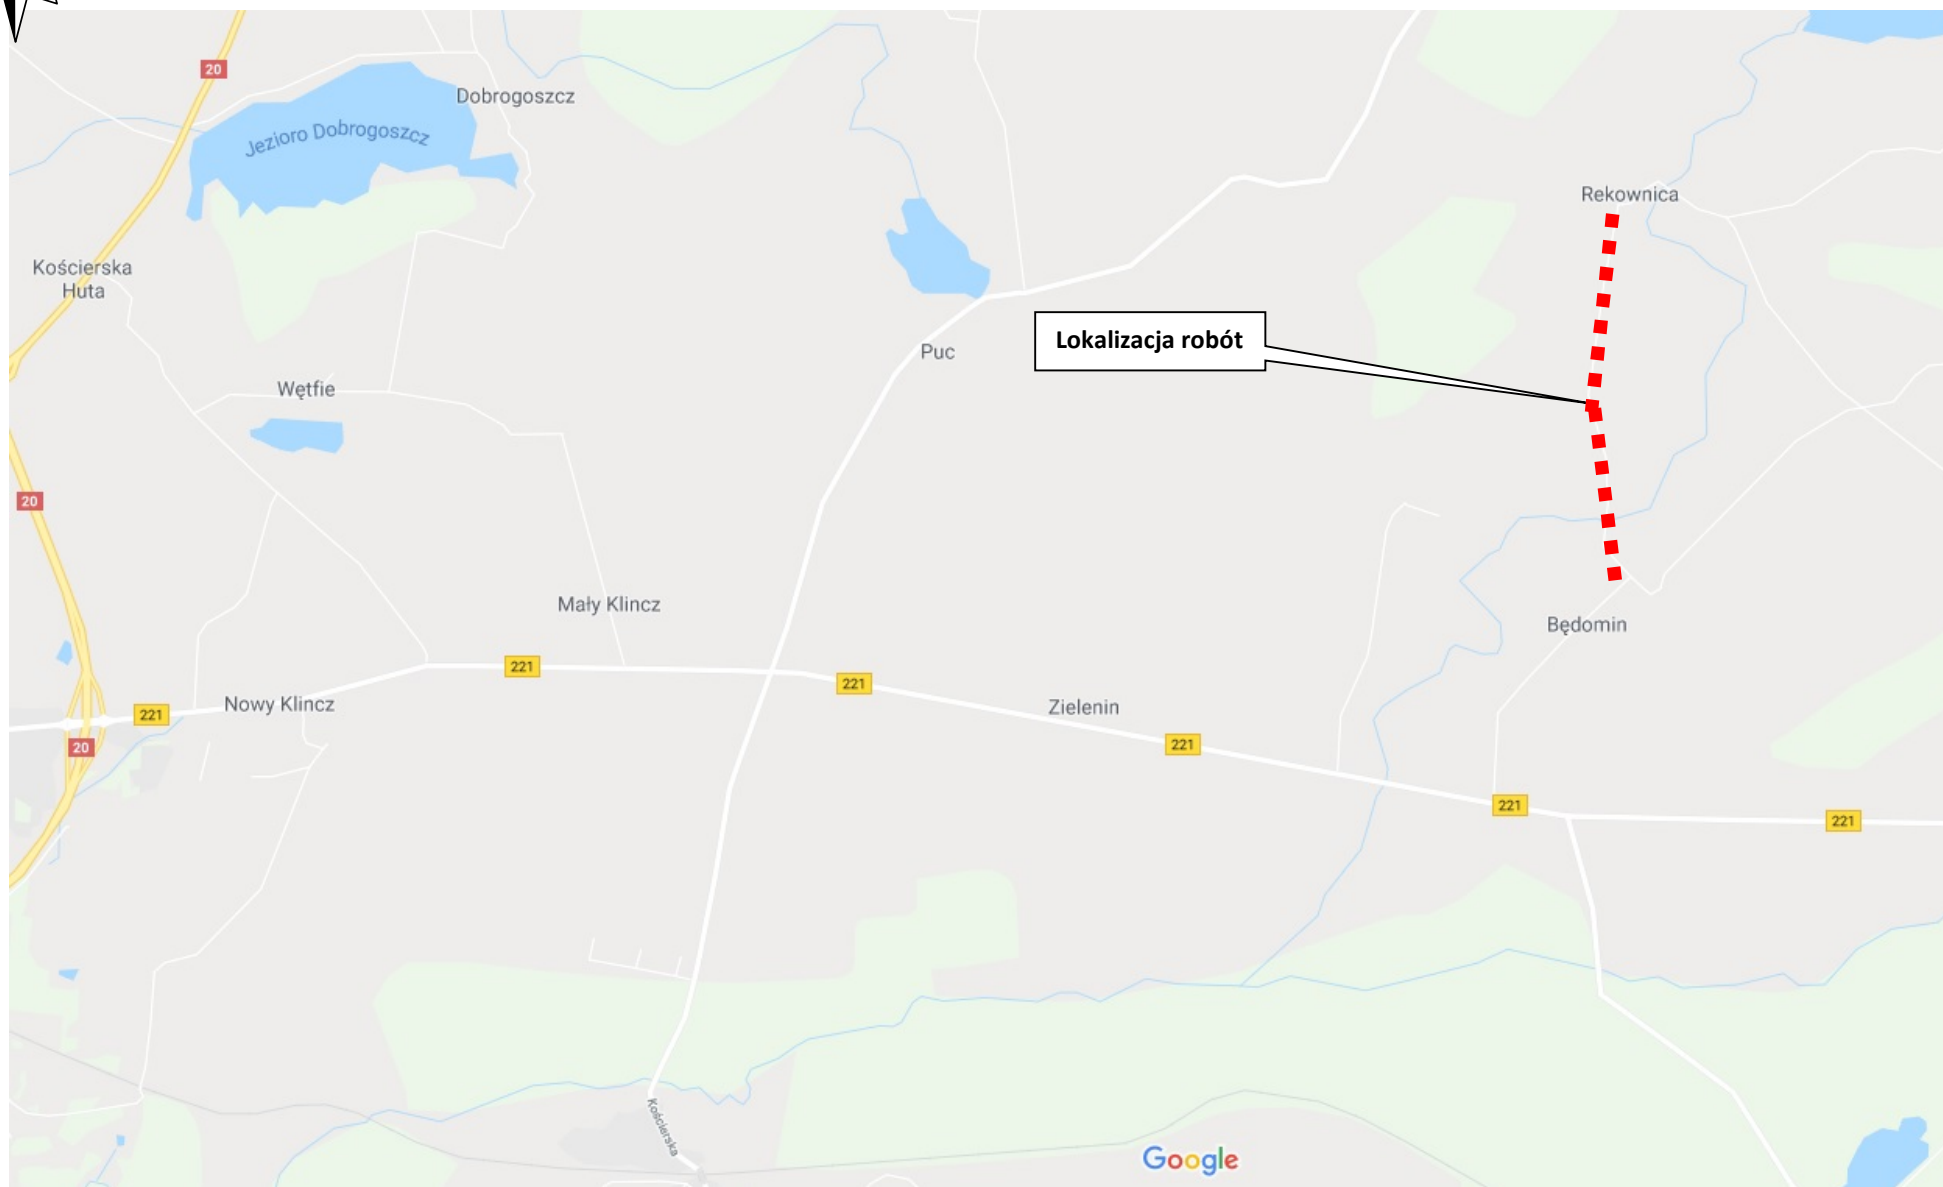 20
Dobrogoszcz
Jezioro Dobrogoszcz
Rekownica
Kościerska
Huta
Lokalizacja robót
Puc
Wętfie
20
Mały Klincz
Będomin
221
221
Nowy Klincz
Zielenin
221
20
221
221
221
Kościerska
Google